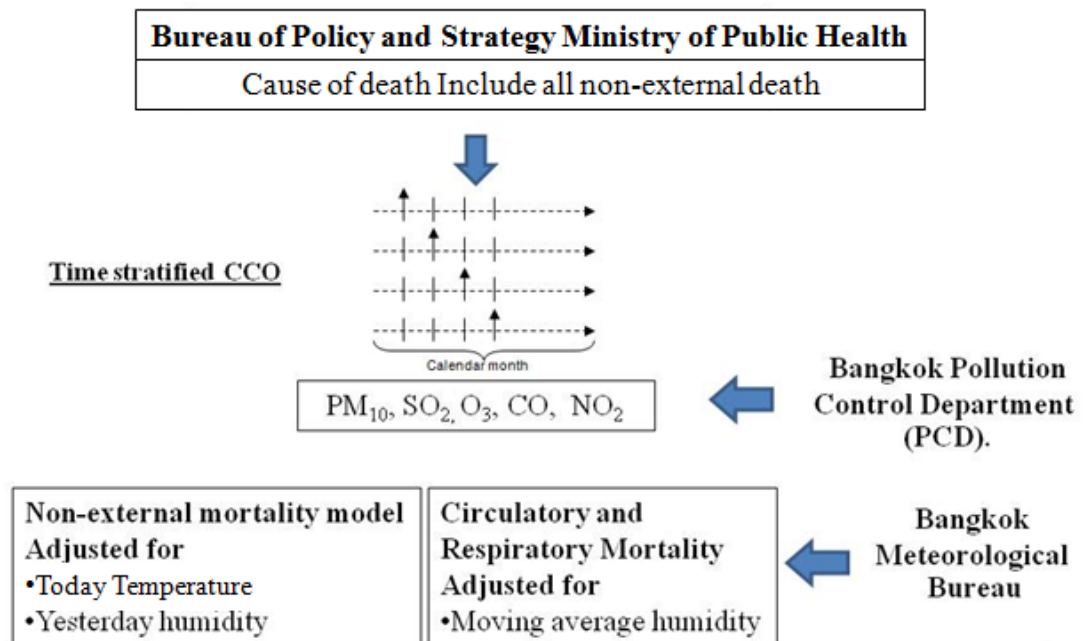 Bureau of Policy and Strategy Ministry of Public Health
Cause of death Include all non-external death
Time stratified CCO
Calendar month
PM10, SO2, O3, CO, NO2
Bangkok Pollution
Control Department
(PCD).
Non-external mortality model
Adjusted for
•Today Temperature
•Yesterday humidity
Circulatory and
Respiratory Mortality
Adjusted for
•Moving average humidity
Bangkok
Meteorological
Bureau